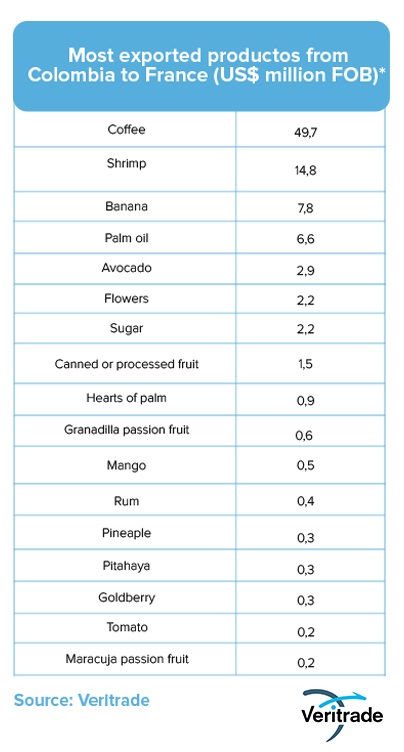 Most exported productos from
Colombia to France (US$ million FOB)*
Coffee 49,7
Shrimp 14,8
Banana 7,8
Palm oil 6,6
Avocado 2,9
Flowers 2,2
Sugar 2,2
Canned or processed fruit 1,5
Hearts of palm 0,9
Granadilla passion fruit 0,6
Mango 0,5
Rum 0,4
Pineaple 0,3
Pitahaya 0,3
Goldberry 0,3
Tomato 0,2
Maracuja passion fruit 0,2
Source: Veritrade
Veritrade